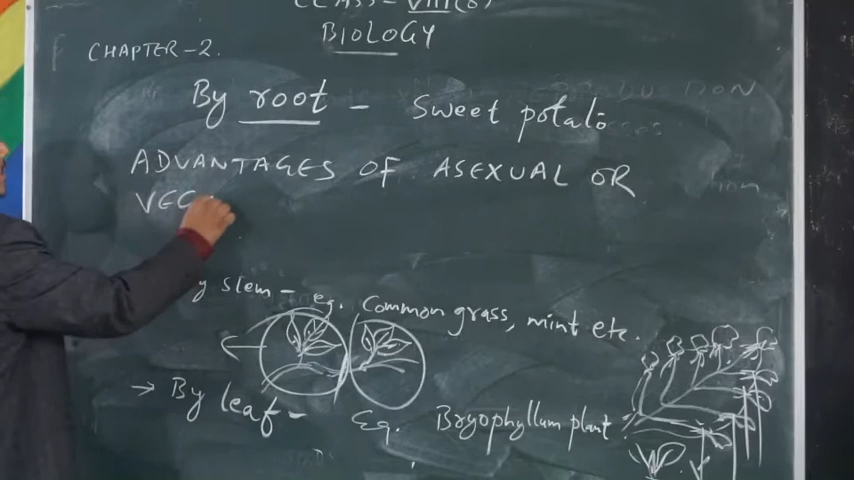 CLASS - VIII(B)
BIOLOGY
CHAPTER - 2.
By root - Sweet potato
ADVANTAGES OF ASEXUAL OR
VEG
y stem - eg. Common grass, mint etc.
→ By leaf - Eg. Bryophyllum plant.